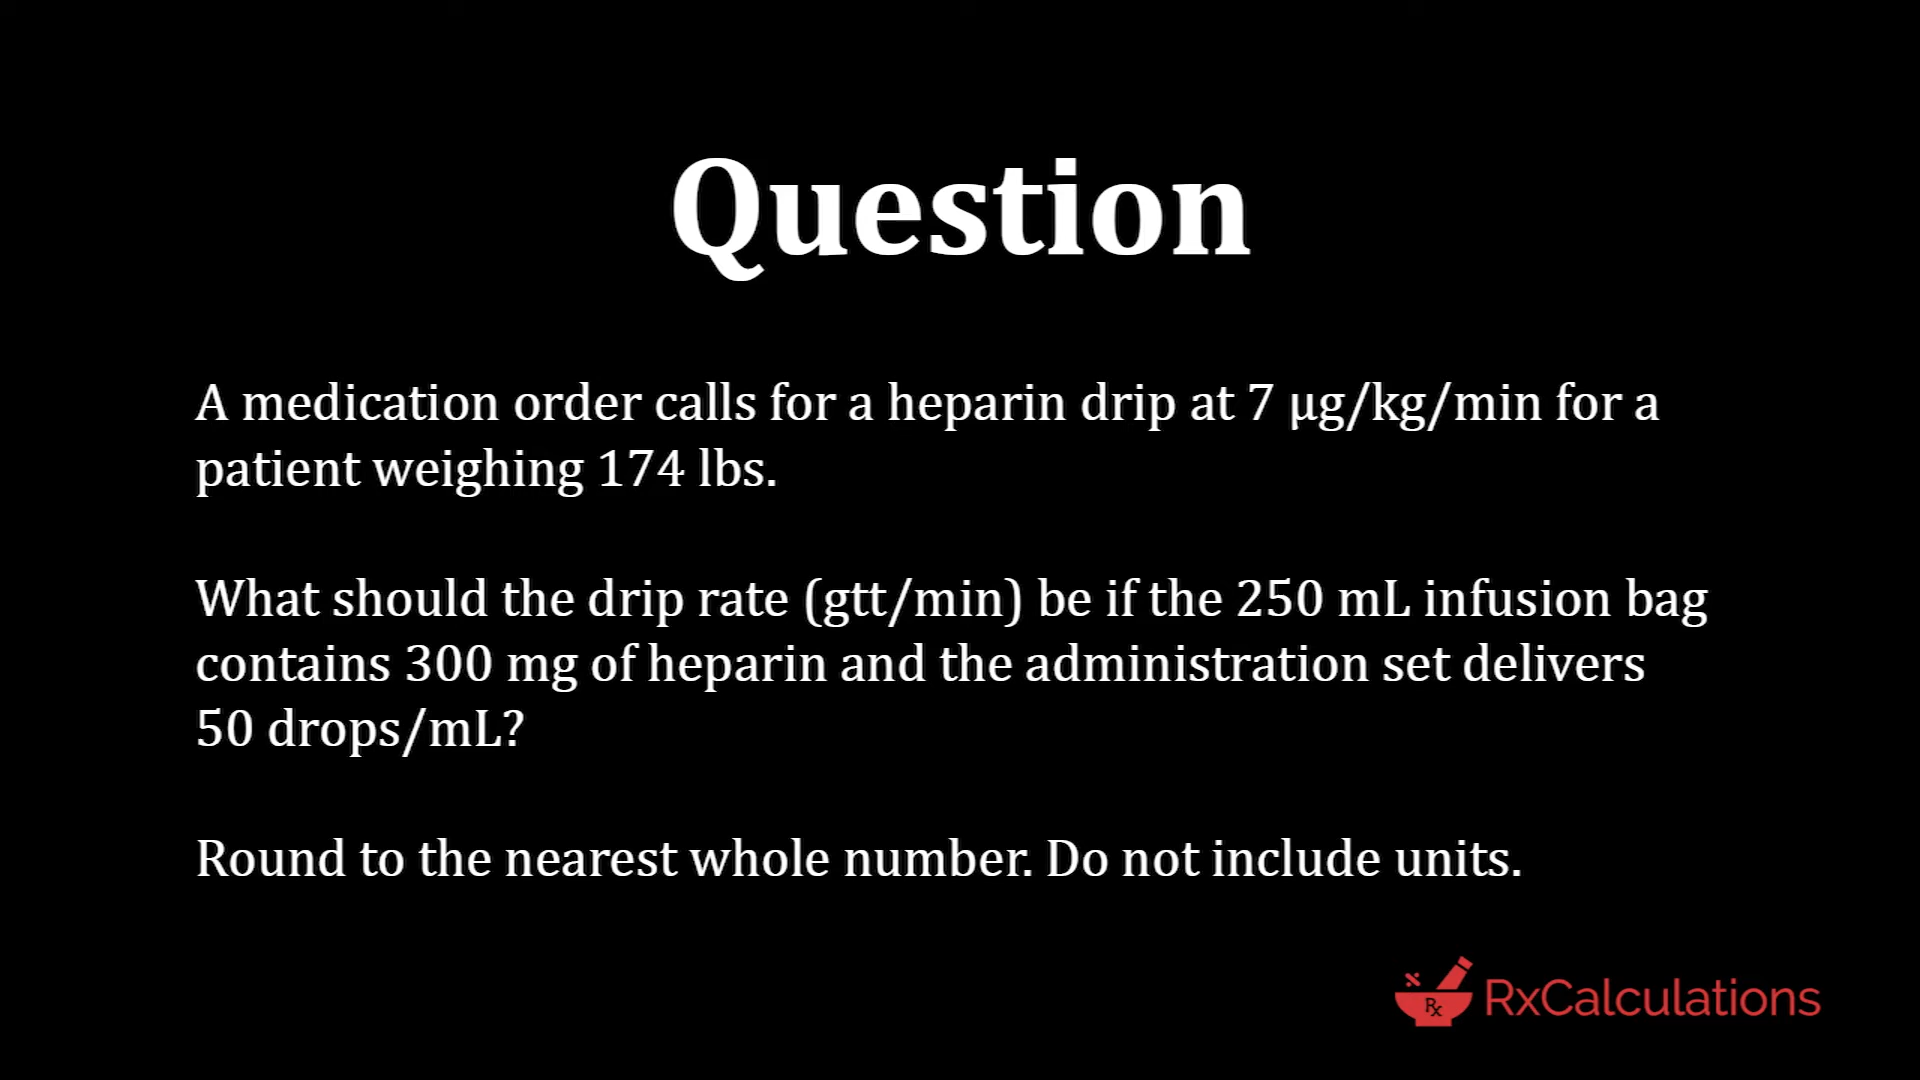 Question
A medication order calls for a heparin drip at 7 µg/kg/min for a
patient weighing 174 lbs.
What should the drip rate (gtt/min) be if the 250 mL infusion bag
contains 300 mg of heparin and the administration set delivers
50 drops/mL?
Round to the nearest whole number. Do not include units.
Rx
RxCalculations